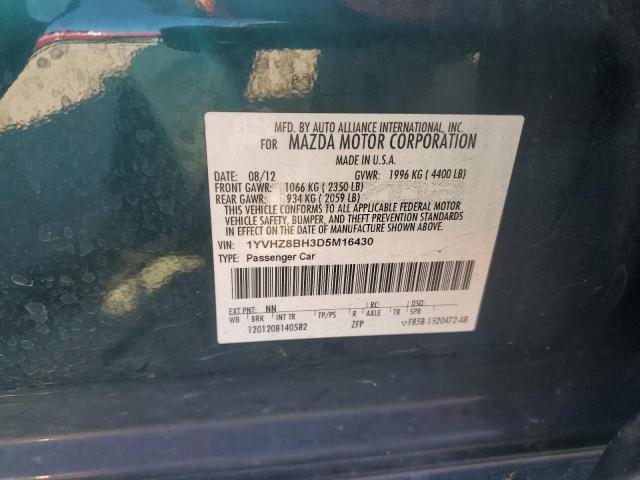 MFD. BY AUTO ALLIANCE INTERNATIONAL, INC.
FOR MAZDA MOTOR CORPORATION
MADE IN U.S.A.
DATE: 08/12 GVWR: 1996 KG ( 4400 LB)
FRONT GAWR: 1066 KG ( 2350 LB)
REAR GAWR: 934 KG ( 2059 LB)
THIS VEHICLE CONFORMS TO ALL APPLICABLE FEDERAL MOTOR
VEHICLE SAFETY, BUMPER, AND THEFT PREVENTION STANDARDS
IN EFFECT ON THE DATE OF MANUFACTURE SHOWN ABOVE.
VIN: 1YVHZ8BH3D5M16430
TYPE: Passenger Car
EXT PNT: NN RC: DSO:
WB BRK INT TR TP/PS R AXLE TR SPR
1201208140582 ZFP F85B-1520472-AB